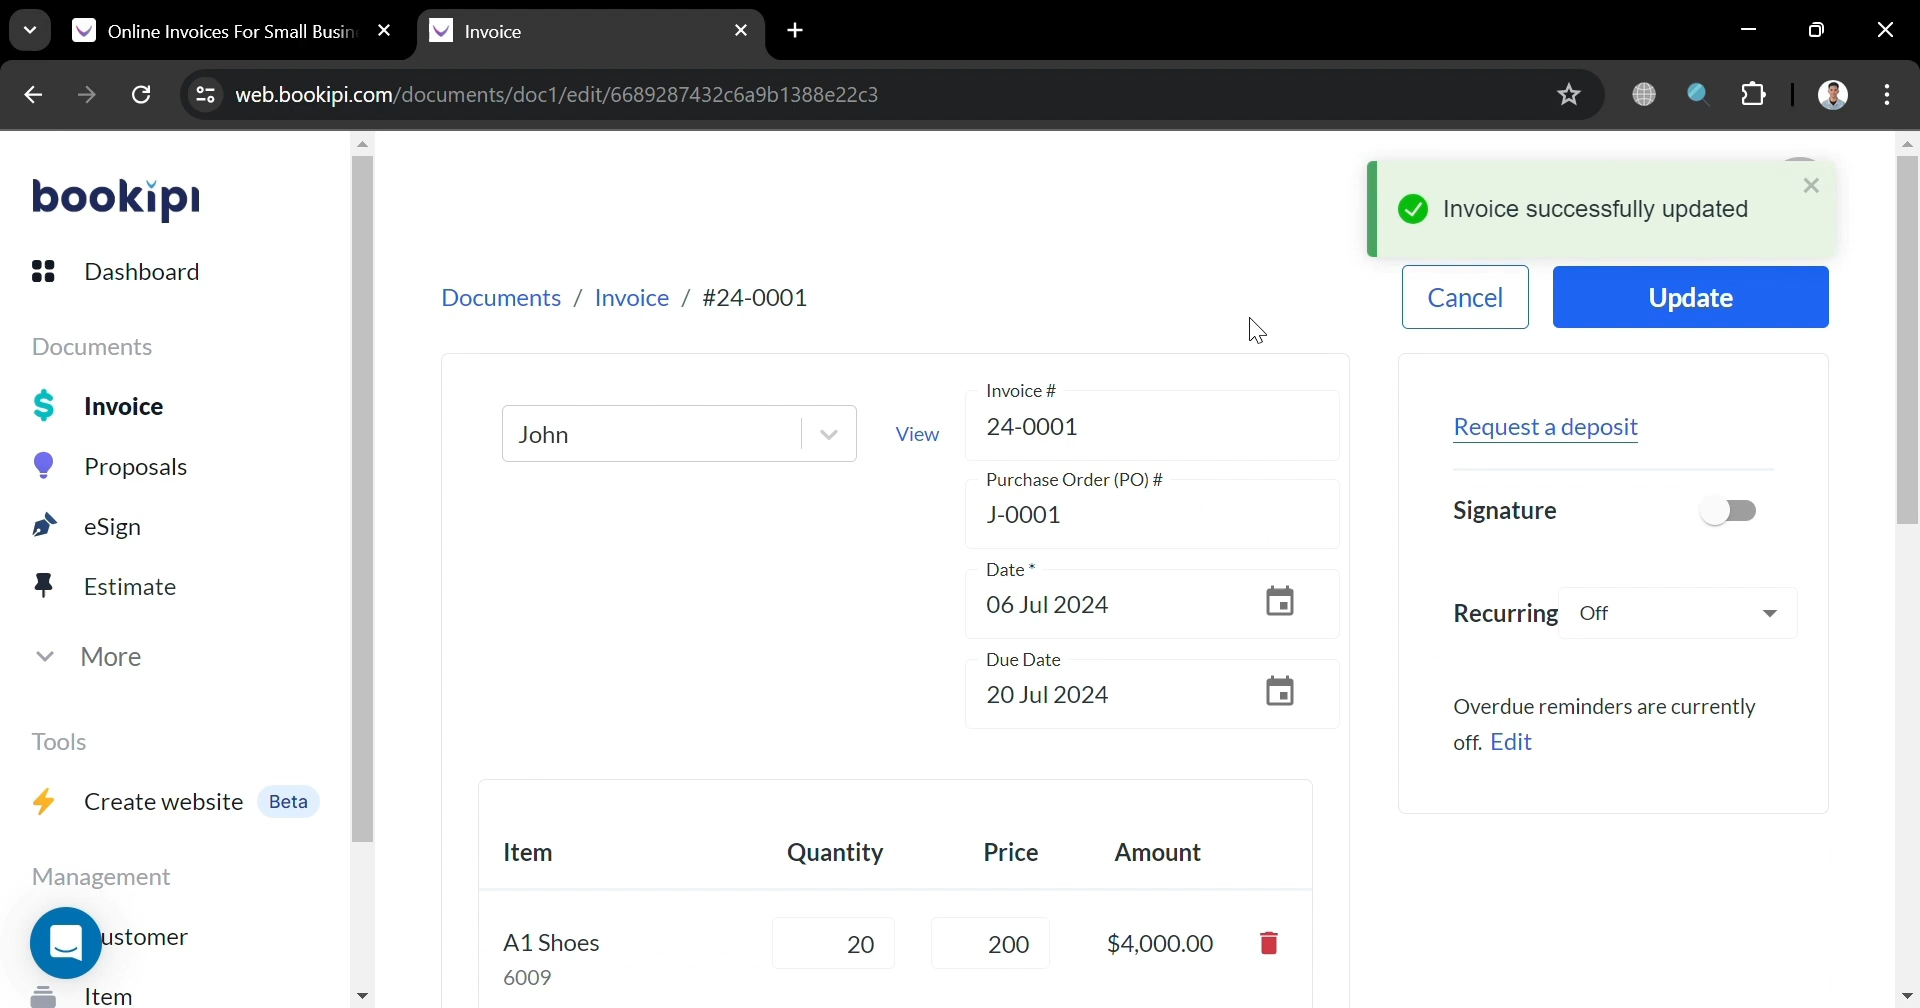 Online Invoices For Small Busin
Invoice
web.bookipi.com/documents/doc1/edit/6689287432c6a9b1388e22c3
bookipi
Dashboard
Documents
Invoice
Proposals
eSign
Estimate
More
Tools
Create website Beta
Management
ustomer
Item
Invoice successfully updated
Documents / Invoice / #24-0001
Cancel
Update
John
View
Invoice #
24-0001
Purchase Order (PO) #
J-0001
Date *
06 Jul 2024
Due Date
20 Jul 2024
Request a deposit
Signature
Recurring Off
Overdue reminders are currently
off. Edit
Item Quantity Price Amount
A1 Shoes 20 200 $4,000.00
6009